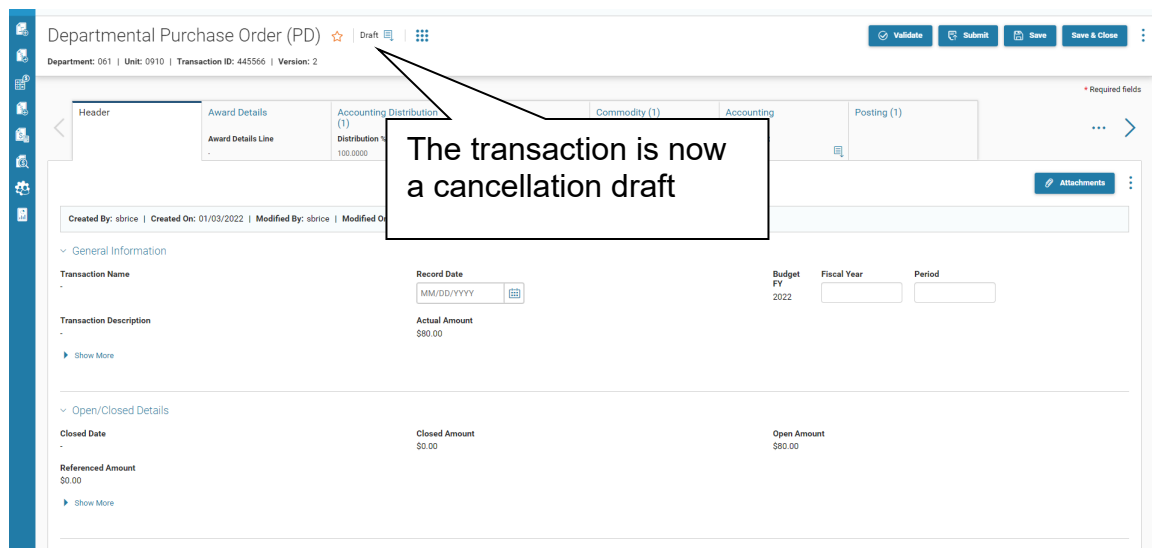 Departmental Purchase Order (PD) Draft
Validate Submit Save Save & Close
Department: 061 | Unit: 0910 | Transaction ID: 445566 | Version: 2
* Required fields
Header Award Details Accounting Distribution Commodity (1) Accounting Posting (1)
(1)
Award Details Line Distribution %
- 100.0000
The transaction is now
a cancellation draft
Attachments
Created By: sbrice | Created On: 01/03/2022 | Modified By: sbrice | Modified
General Information
Transaction Name Record Date Budget FY Fiscal Year Period
- MM/DD/YYYY 2022
Transaction Description Actual Amount
- $80.00
Show More
Open/Closed Details
Closed Date Closed Amount Open Amount
- $0.00 $80.00
Referenced Amount
$0.00
Show More